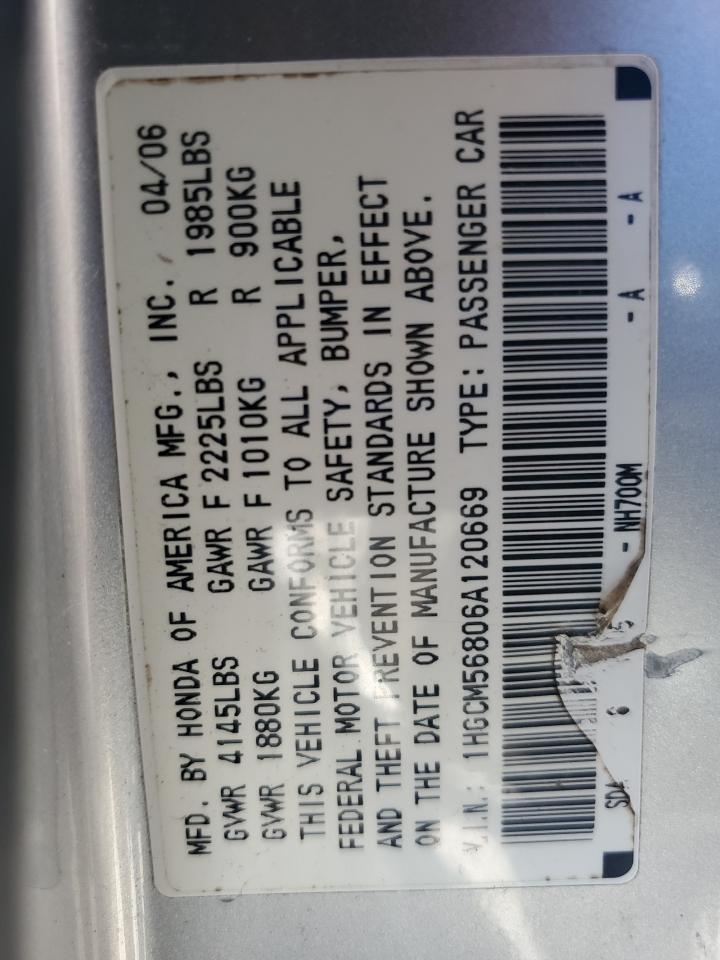 MFD. BY HONDA OF AMERICA MFG., INC. 04/06
GVWR 4145LBS GAWR F 2225LBS R 1985LBS
GVWR 1880KG GAWR F 1010KG R 900KG
THIS VEHICLE CONFORMS TO ALL APPLICABLE
FEDERAL MOTOR VEHICLE SAFETY, BUMPER,
AND THEFT PREVENTION STANDARDS IN EFFECT
ON THE DATE OF MANUFACTURE SHOWN ABOVE.
V.I.N.: 1HGCM56806A120669 TYPE: PASSENGER CAR
- NH700M - A - A